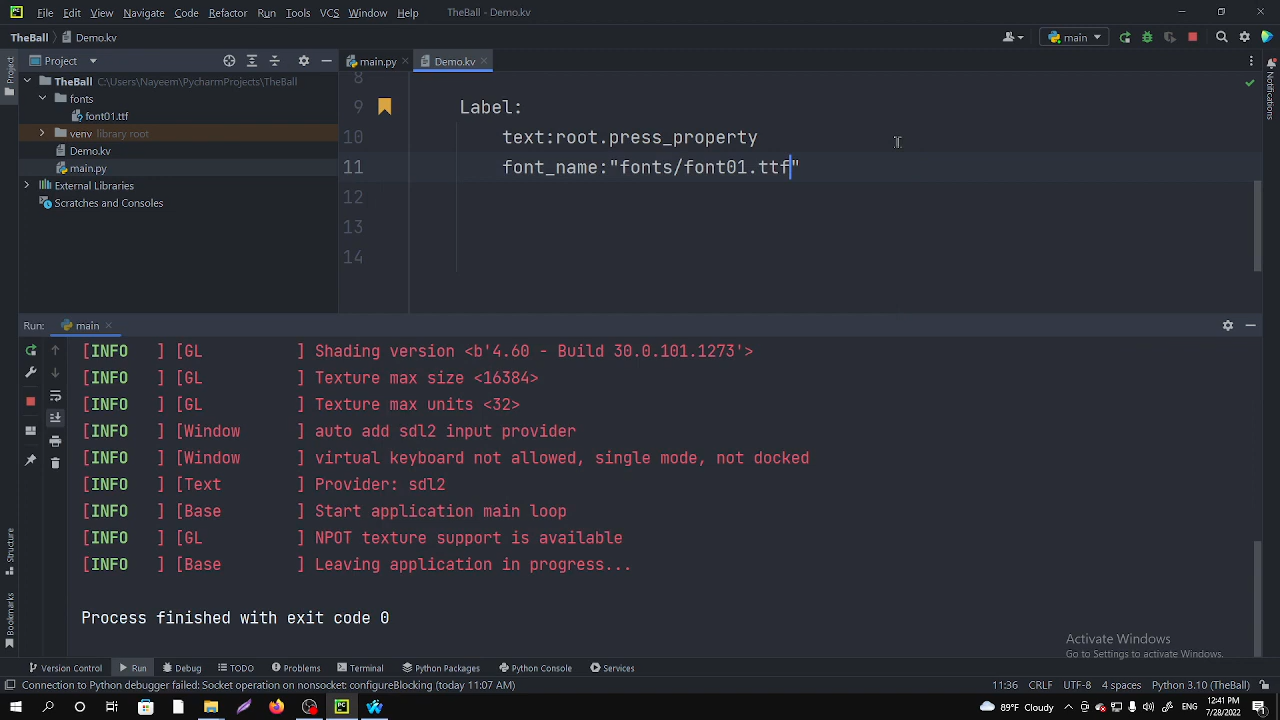 PC File Edit View Navigate Code Refactor Run Tools VCS Window Help TheBall - Demo.kv
TheBall Demo.kv main
Project Project main.py Demo.kv
TheBall C:\Users\Nayeem\PycharmProjects\TheBall
fonts
font01.ttf
venv library root
Demo.kv
main.py
External Libraries
Scratches and Consoles
8
9 Label:
10 text:root.press_property
11 font_name:"fonts/font01.ttf"
12
13
14
Notifications
Run: main
[INFO ] [GL ] Shading version <b'4.60 - Build 30.0.101.1273'>
[INFO ] [GL ] Texture max size <16384>
[INFO ] [GL ] Texture max units <32>
[INFO ] [Window ] auto add sdl2 input provider
[INFO ] [Window ] virtual keyboard not allowed, single mode, not docked
[INFO ] [Text ] Provider: sdl2
[INFO ] [Base ] Start application main loop
[INFO ] [GL ] NPOT texture support is available
[INFO ] [Base ] Leaving application in progress...
Process finished with exit code 0
Structure
Bookmarks
Activate Windows
Go to Settings to activate Windows.
Version Control Run Debug TODO Problems Terminal Python Packages Python Console Services
Connection to Python debugger failed: Socket operation on nonsocket: configureBlocking (today 11:07 AM) 11:36 CRLF UTF-8 4 spaces Python 3.10 (TheBall)
PC 89°F Cloudy 12:41 PM
7/28/2022